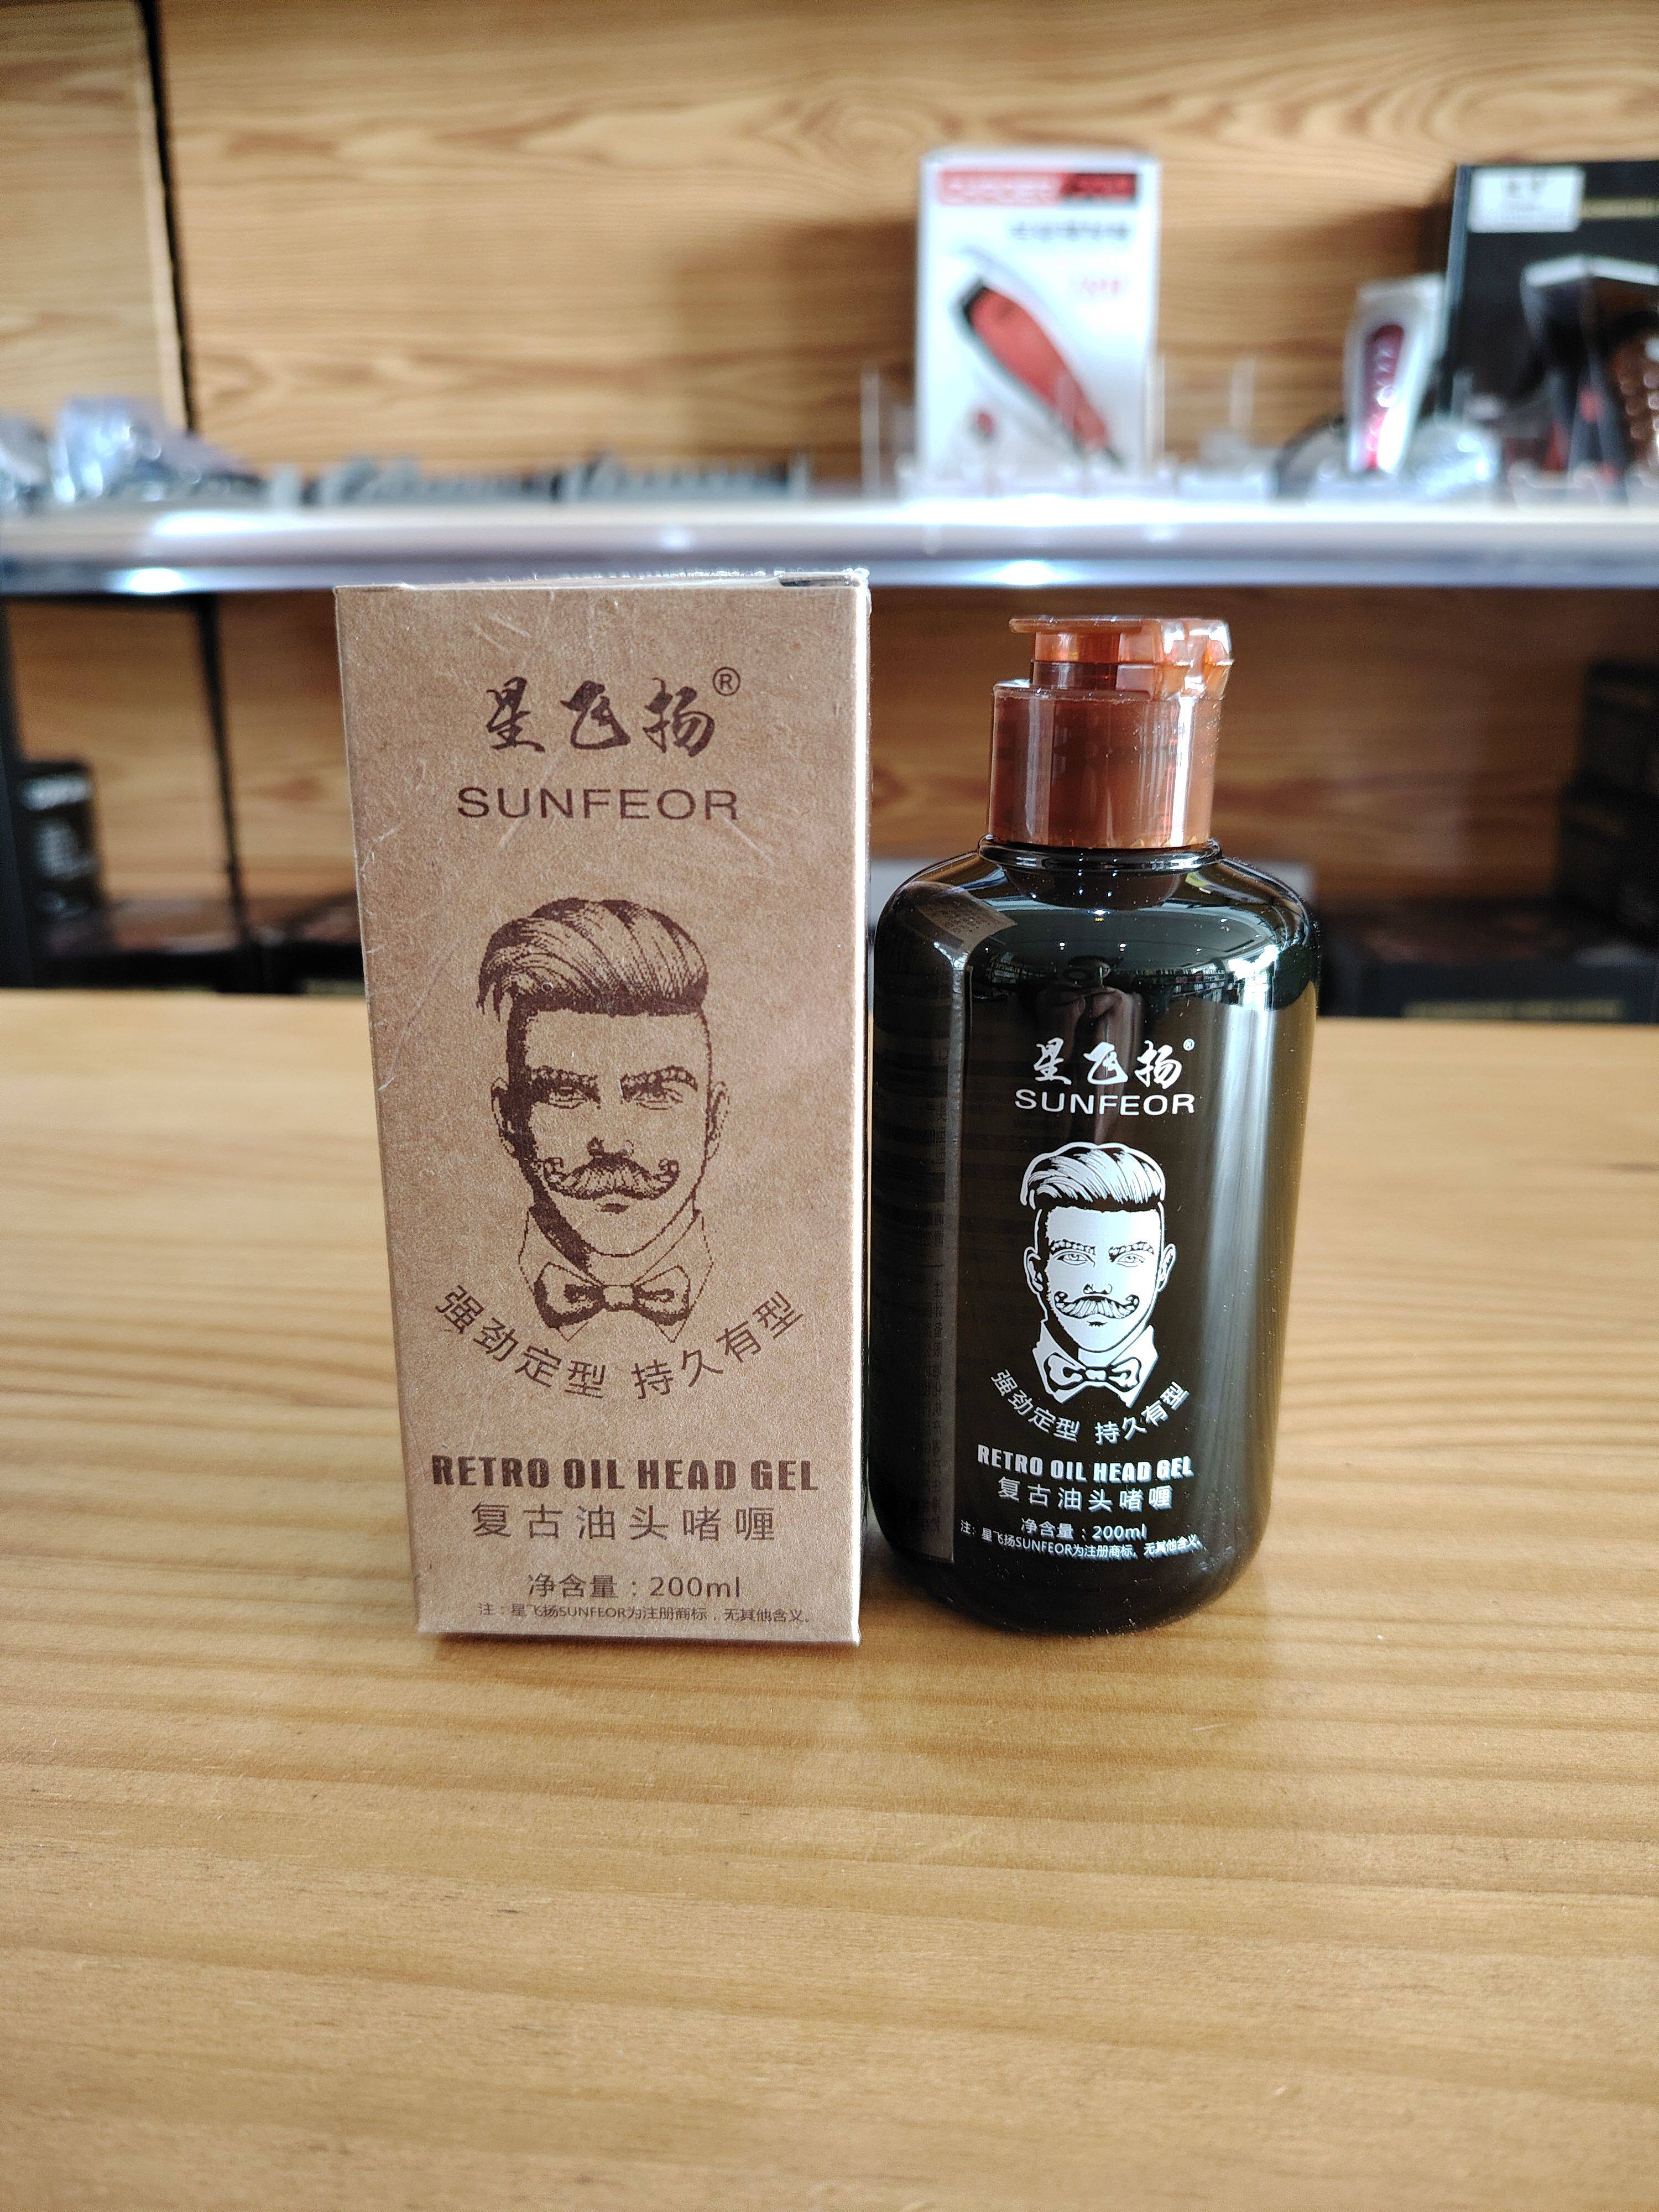 星飞扬®
SUNFEOR
强劲定型 持久有型
RETRO OIL HEAD GEL
复古油头啫喱
净含量：200ml
注：星飞扬SUNFEOR为注册商标，无其他含义。
星飞扬®
SUNFEOR
强劲定型 持久有型
RETRO OIL HEAD GEL
复古油头啫喱
净含量：200ml
注：星飞扬SUNFEOR为注册商标，无其他含义。